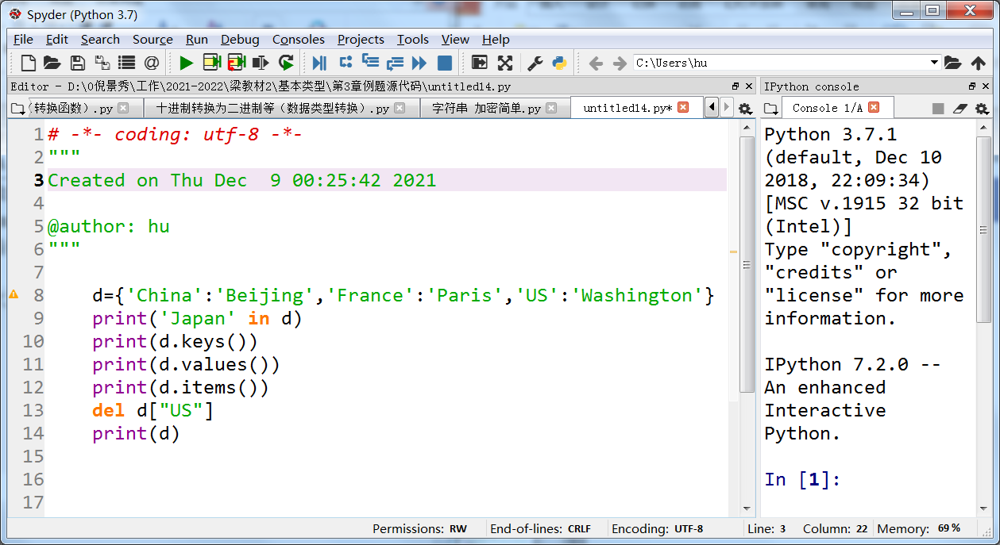 Spyder (Python 3.7)
File Edit Search Source Run Debug Consoles Projects Tools View Help
C:\Users\hu
Editor - D:\0倪景秀\工作\2021-2022\梁教材2\基本类型\第3章例题源代码\untitled14.py
IPython console
(转换函数).py
十进制转换为二进制等(数据类型转换).py
字符串 加密简单.py
untitled14.py*
Console 1/A
1 # -*- coding: utf-8 -*-
2 """
3 Created on Thu Dec  9 00:25:42 2021
4
5 @author: hu
6 """
7
8     d={'China':'Beijing','France':'Paris','US':'Washington'}
9     print('Japan' in d)
10     print(d.keys())
11     print(d.values())
12     print(d.items())
13     del d["US"]
14     print(d)
15
16
17
Python 3.7.1
(default, Dec 10
2018, 22:09:34)
[MSC v.1915 32 bit
(Intel)]
Type "copyright",
"credits" or
"license" for more
information.
IPython 7.2.0 --
An enhanced
Interactive
Python.
In [1]:
Permissions: RW End-of-lines: CRLF Encoding: UTF-8 Line: 3 Column: 22 Memory: 69 %